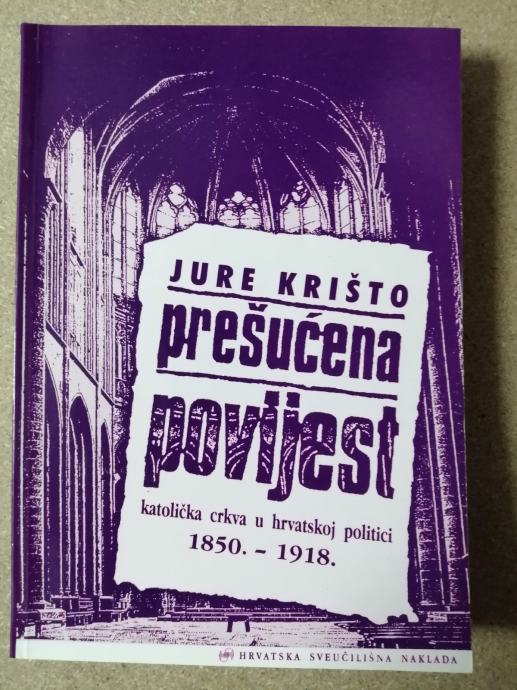 JURE KRIŠTO
prešućena
povijest
katolička crkva u hrvatskoj politici
1850. – 1918.
HRVATSKA SVEUČILIŠNA NAKLADA